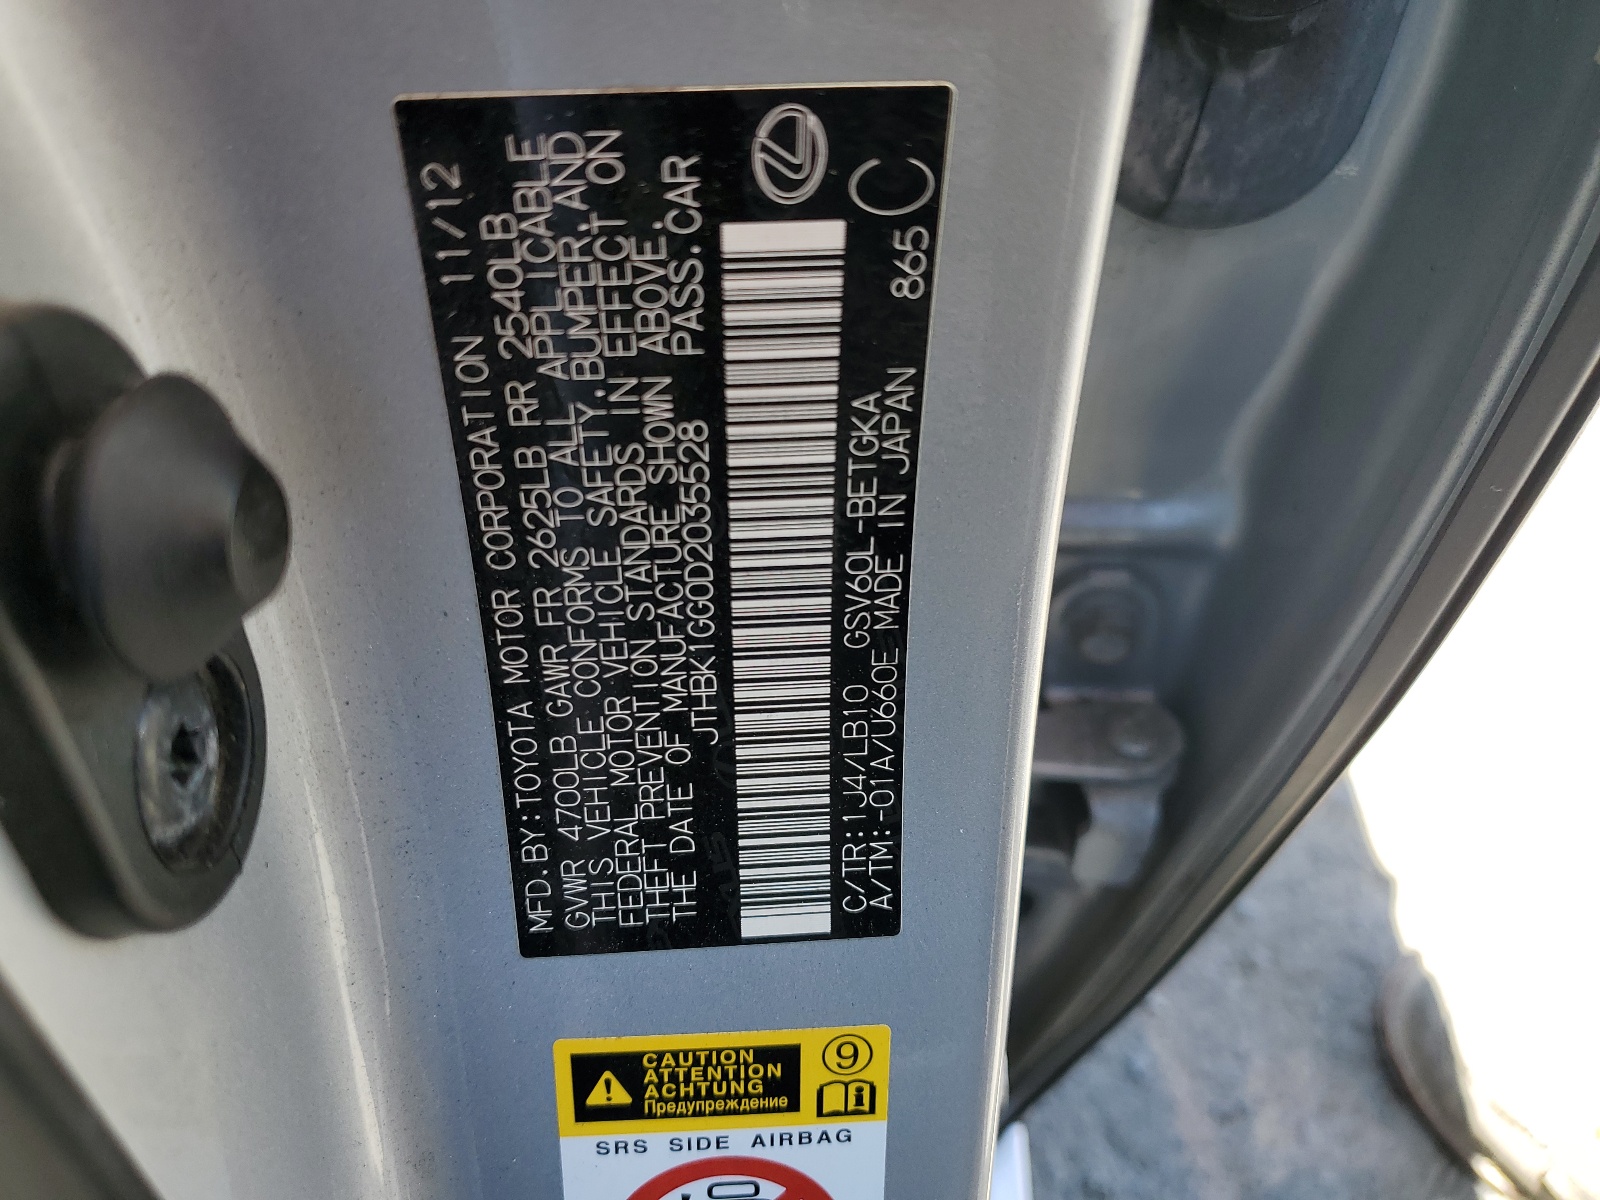 MFD.BY:TOYOTA MOTOR CORPORATION 11/12
GVWR 4700LB GAWR FR 2625LB RR 2540LB
THIS VEHICLE CONFORMS TO ALL APPLICABLE
FEDERAL MOTOR VEHICLE SAFETY, BUMPER, AND
THEFT PREVENTION STANDARDS IN EFFECT ON
THE DATE OF MANUFACTURE SHOWN ABOVE.
JTHBK1GG0D2035528 PASS.CAR
C/TR:1J4/LB10 GSV60L-BETGKA 865 C
A/TM:-01A/U660E MADE IN JAPAN
CAUTION
ATTENTION
ACHTUNG
Предупреждение
9
SRS SIDE AIRBAG